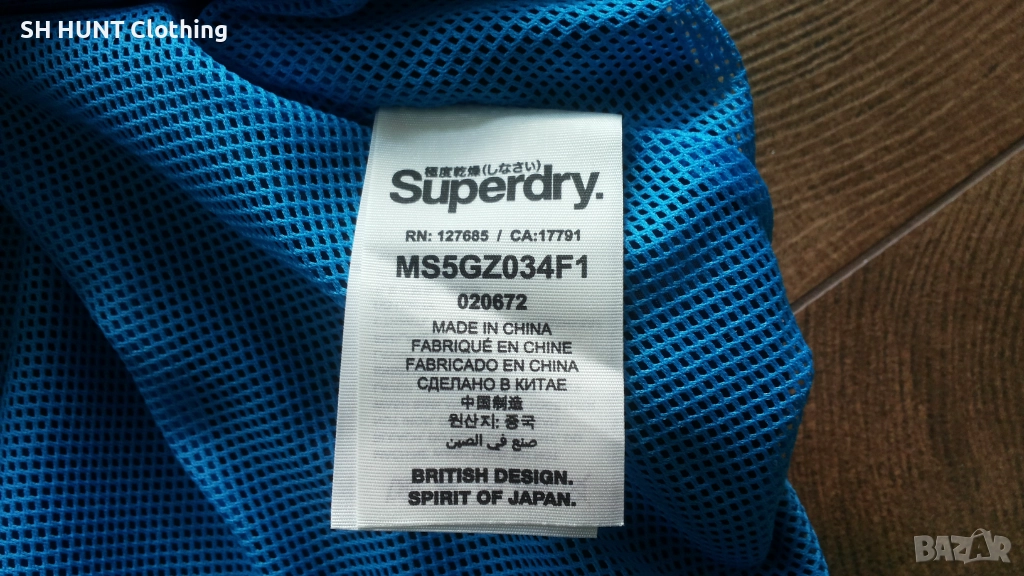 SH HUNT Clothing
極度乾燥(しなさい)
Superdry.
RN: 127685 / CA:17791
MS5GZ034F1
020672
MADE IN CHINA
FABRIQUÉ EN CHINE
FABRICADO EN CHINA
СДЕЛАНО В КИТАЕ
中国制造
원산지: 중국
صنع في الصين
BRITISH DESIGN.
SPIRIT OF JAPAN.
BAZAR